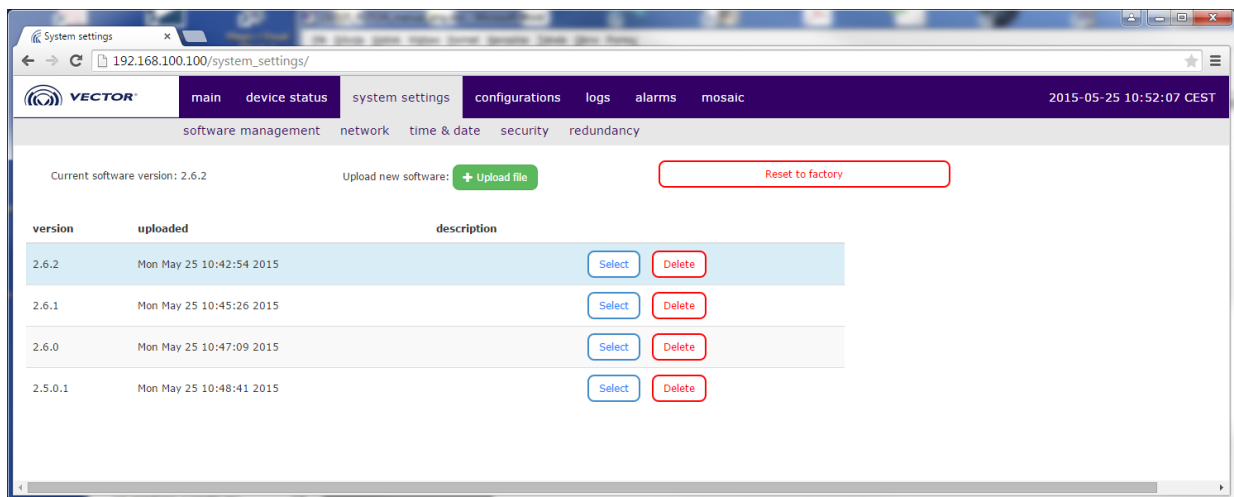 System settings
192.168.100.100/system_settings/
VECTOR main device status system settings configurations logs alarms mosaic 2015-05-25 10:52:07 CEST
software management network time & date security redundancy
Current software version: 2.6.2 Upload new software: + Upload file Reset to factory
version uploaded description
2.6.2 Mon May 25 10:42:54 2015 Select Delete
2.6.1 Mon May 25 10:45:26 2015 Select Delete
2.6.0 Mon May 25 10:47:09 2015 Select Delete
2.5.0.1 Mon May 25 10:48:41 2015 Select Delete